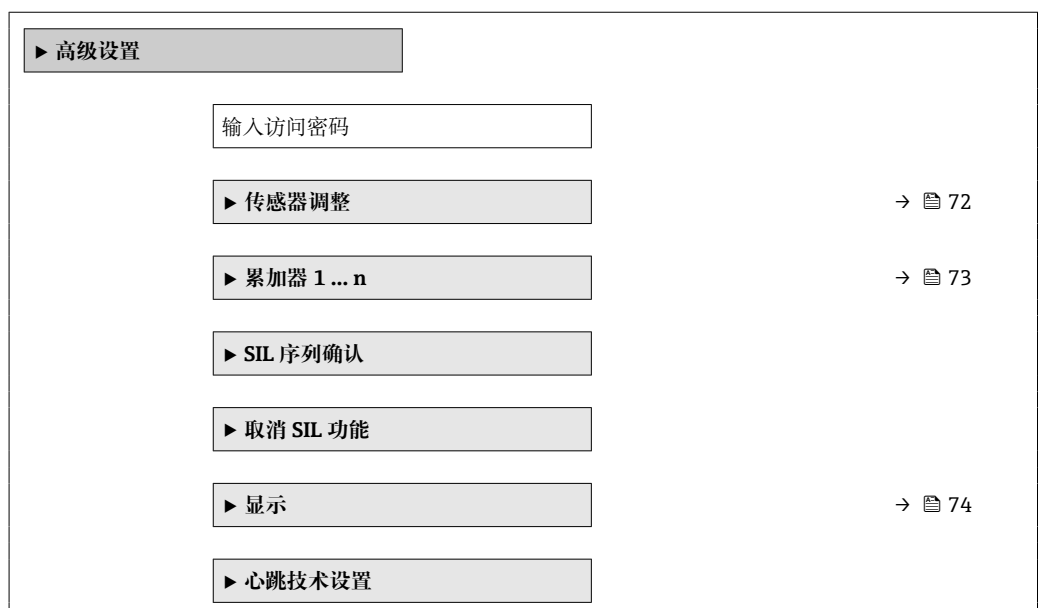 ▶ 高级设置
输入访问密码
▶ 传感器调整 → 🖹 72
▶ 累加器 1 … n → 🖹 73
▶ SIL 序列确认
▶ 取消 SIL 功能
▶ 显示 → 🖹 74
▶ 心跳技术设置